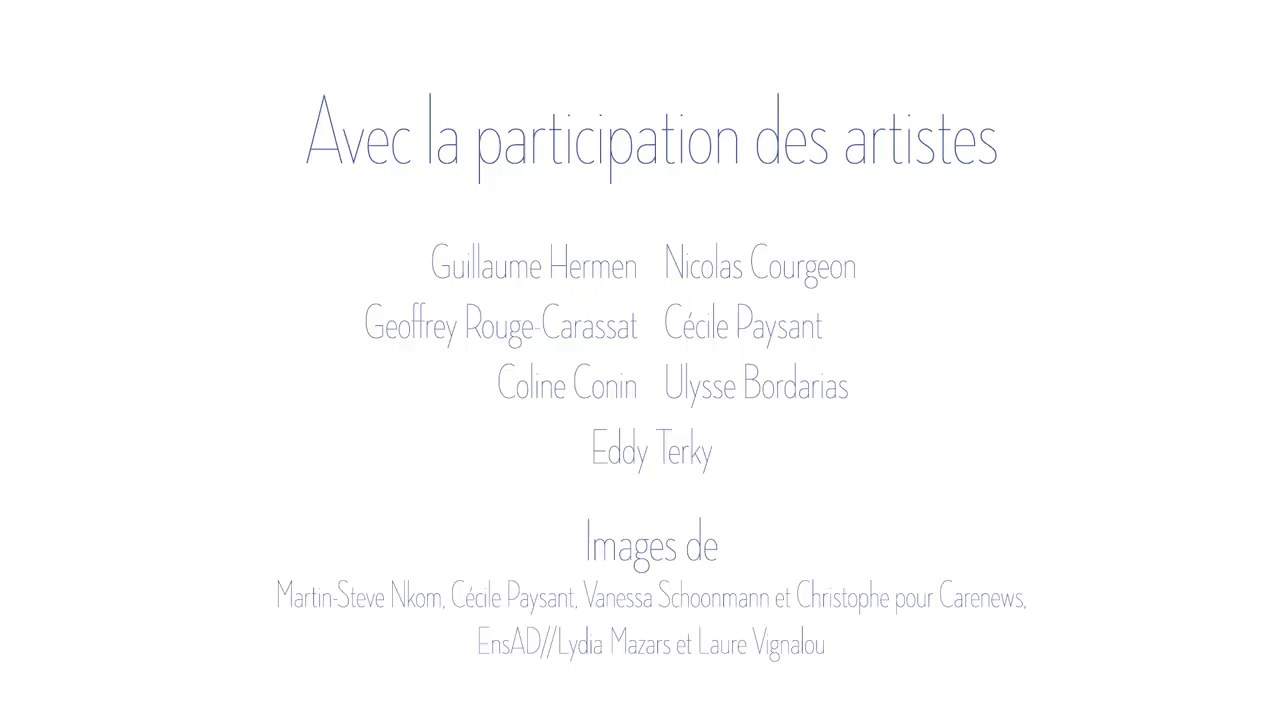 Avec la participation des artistes
Guillaume Hermen Nicolas Courgeon
Geoffrey Rouge-Carassat Cécile Paysant
Coline Conin Ulysse Bordarias
Eddy Terky
Images de
Martin-Steve Nkom, Cécile Paysant, Vanessa Schoonmann et Christophe pour Carenews,
EnsAD//Lydia Mazars et Laure Vignalou